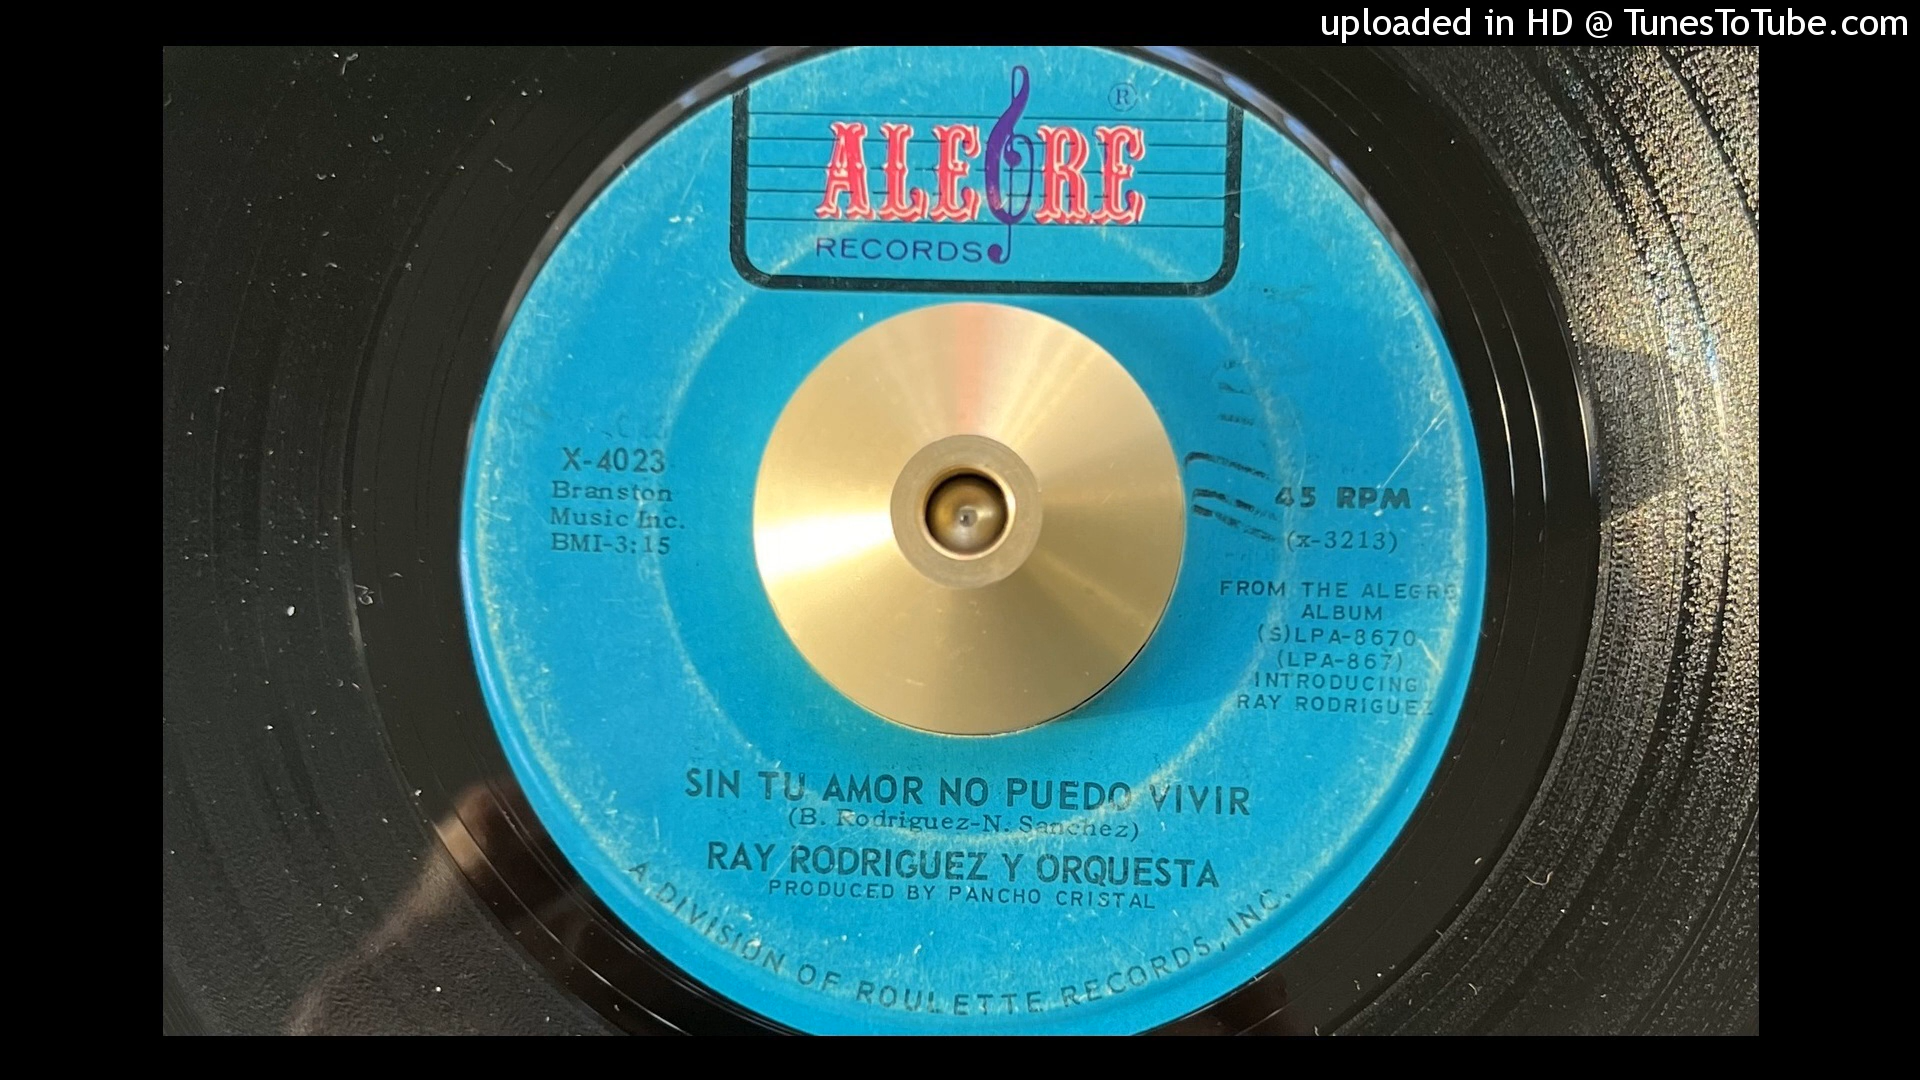 uploaded in HD @ TunesToTube.com
ALEGRE
®
RECORDS
X-4023
Branston
Music Inc.
BMI-3:15
45 RPM
(x-3213)
FROM THE ALEGRE
ALBUM
(S)LPA-8670
(LPA-867)
INTRODUCING
RAY RODRIGUEZ
SIN TU AMOR NO PUEDO VIVIR
(B. Rodriguez-N. Sanchez)
RAY RODRIGUEZ Y ORQUESTA
PRODUCED BY PANCHO CRISTAL
A DIVISION OF ROULETTE RECORDS, INC.